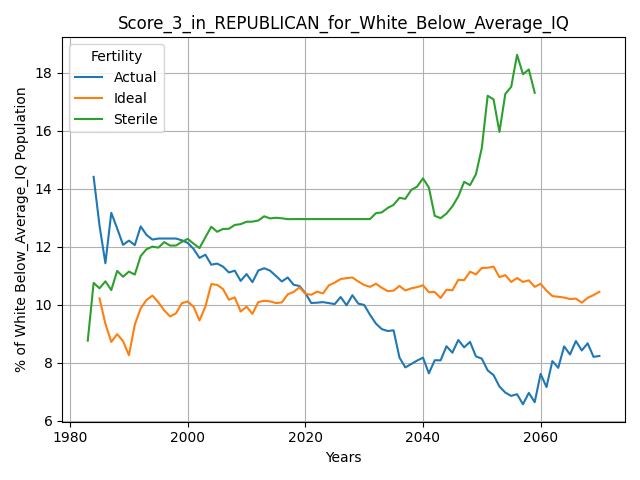 Score_3_in_REPUBLICAN_for_White_Below_Average_IQ
Fertility
Actual
Ideal
Sterile
% of White Below_Average_IQ Population
18
16
14
12
10
8
6
1980
2000
2020
2040
2060
Years